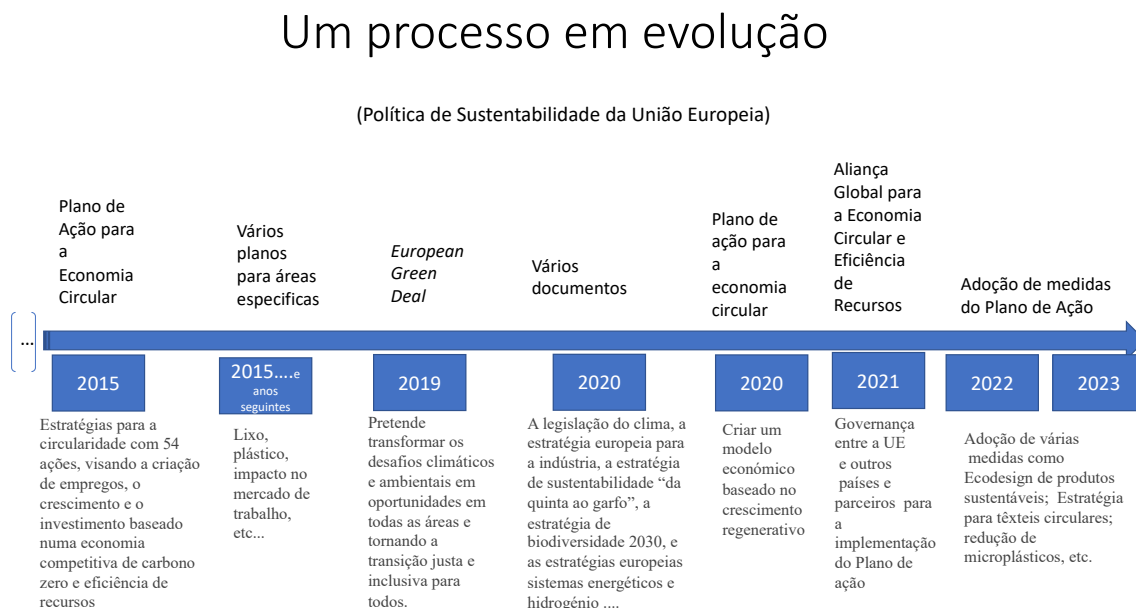 Um processo em evolução
(Política de Sustentabilidade da União Europeia)
Plano de
Ação para
a
Economia
Circular
Vários
planos
para áreas
especificas
European
Green
Deal
Vários
documentos
Plano de
ação para
a
economia
circular
Aliança
Global para
a Economia
Circular e
Eficiência
de
Recursos
Adoção de medidas
do Plano de Ação
...
2015
2015....e
anos
seguintes
2019
2020
2020
2021
2022
2023
Estratégias para a
circularidade com 54
ações, visando a criação
de empregos, o
crescimento e o
investimento baseado
numa economia
competitiva de carbono
zero e eficiência de
recursos
Lixo,
plástico,
impacto no
mercado de
trabalho,
etc...
Pretende
transformar os
desafios climáticos
e ambientais em
oportunidades em
todas as áreas e
tornando a
transição justa e
inclusiva para
todos.
A legislação do clima, a
estratégia europeia para
a indústria, a estratégia
de sustentabilidade “da
quinta ao garfo”, a
estratégia de
biodiversidade 2030, e
as estratégias europeias
sistemas energéticos e
hidrogénio ....
Criar um
modelo
económico
baseado no
crescimento
regenerativo
Governança
entre a UE
e outros
países e
parceiros para
a
implementação
do Plano de
ação
Adoção de várias
medidas como
Ecodesign de produtos
sustentáveis; Estratégia
para têxteis circulares;
redução de
microplásticos, etc.